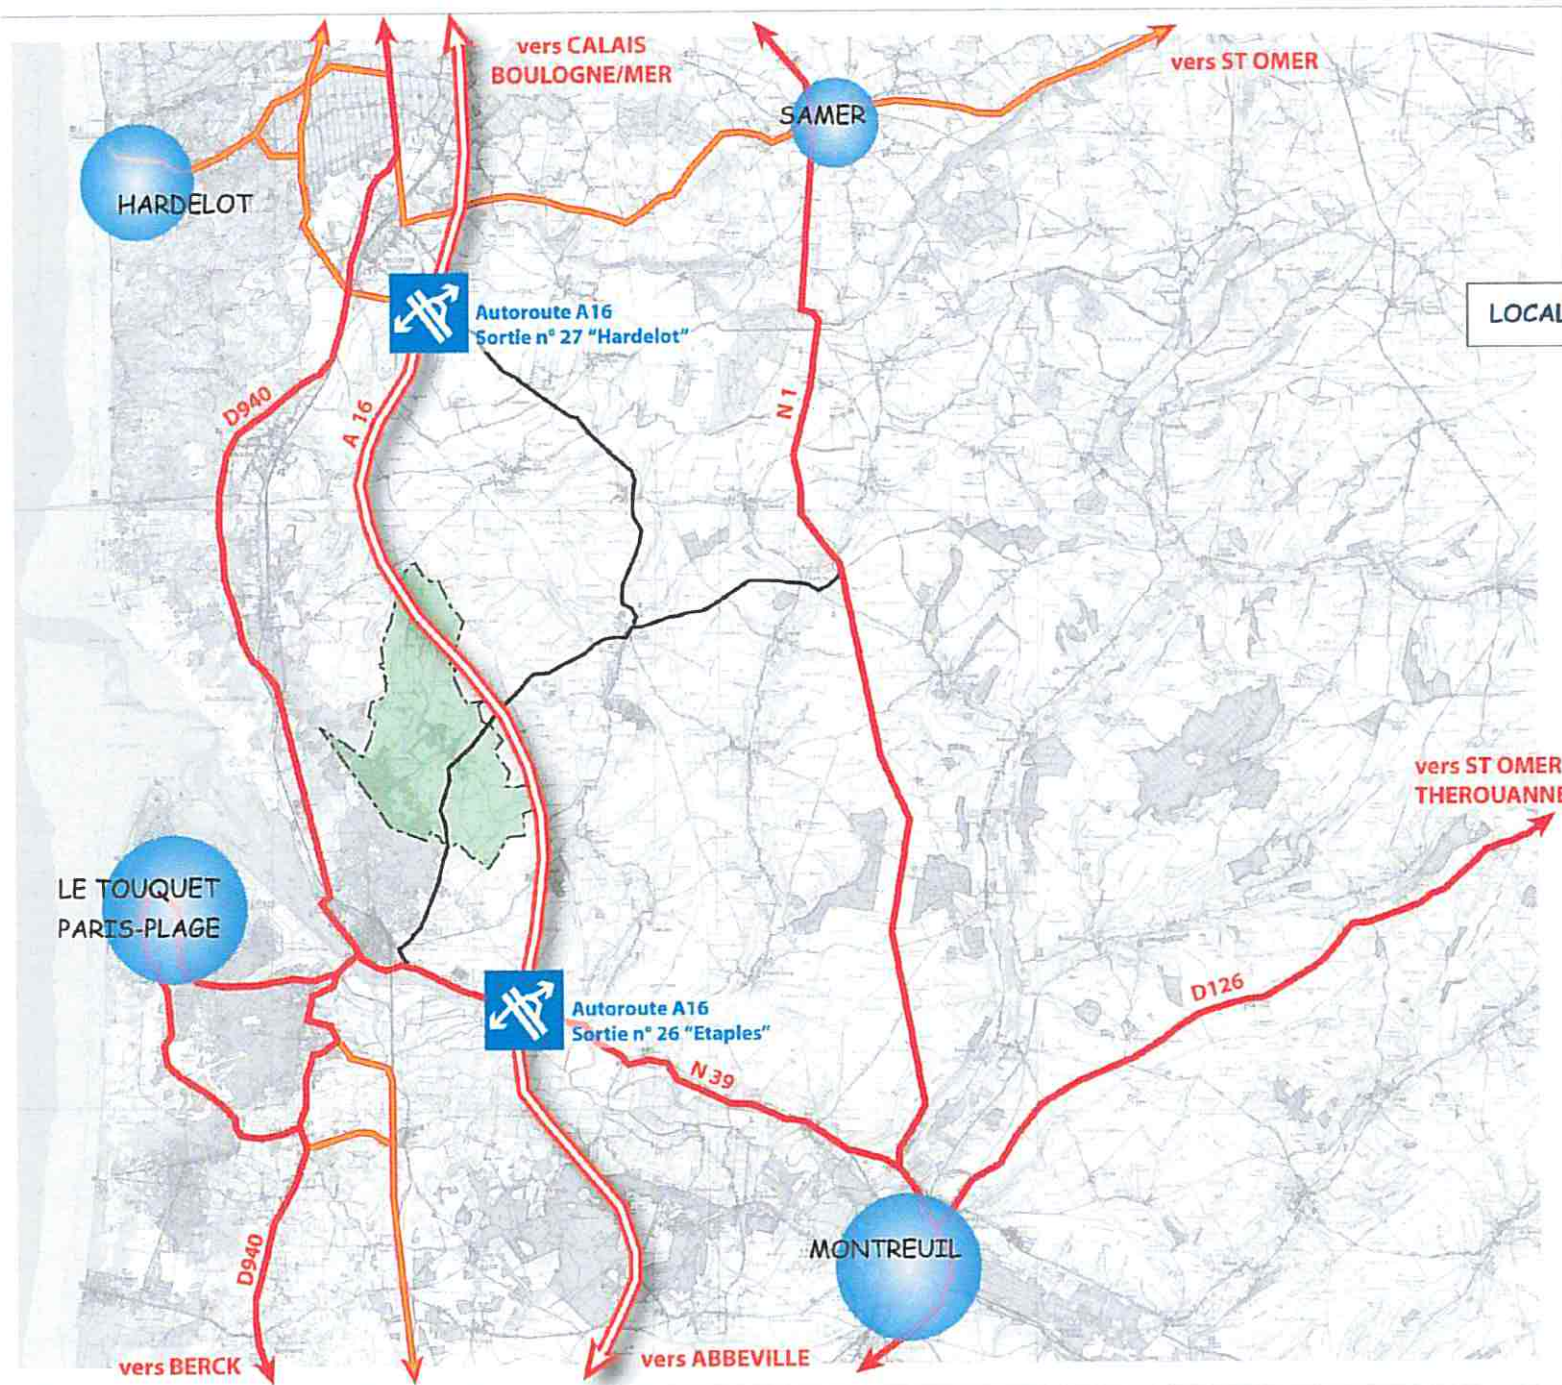 vers CALAIS
BOULOGNE/MER
vers ST OMER
SAMER
HARDELOT
Autoroute A16
Sortie n° 27 "Hardelot"
LOCAL
D940
A 16
N 1
vers ST OMER
THEROUANNE
LE TOUQUET
PARIS-PLAGE
D126
Autoroute A16
Sortie n° 26 "Etaples"
N 39
MONTREUIL
D940
vers BERCK
vers ABBEVILLE